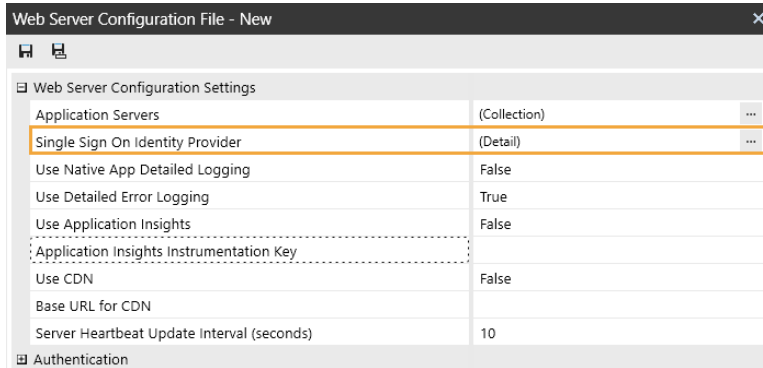 Web Server Configuration File - New
Web Server Configuration Settings
Application Servers (Collection) ...
Single Sign On Identity Provider (Detail) ...
Use Native App Detailed Logging False
Use Detailed Error Logging True
Use Application Insights False
Application Insights Instrumentation Key
Use CDN False
Base URL for CDN
Server Heartbeat Update Interval (seconds) 10
Authentication